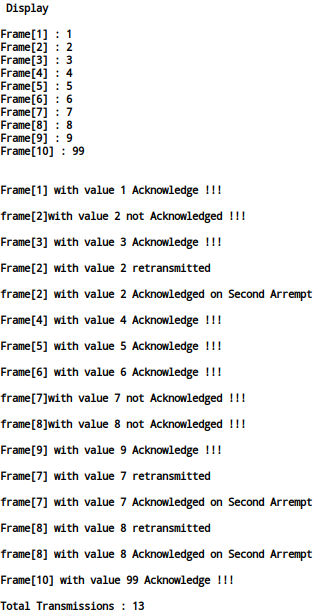 Display
Frame[1] : 1
Frame[2] : 2
Frame[3] : 3
Frame[4] : 4
Frame[5] : 5
Frame[6] : 6
Frame[7] : 7
Frame[8] : 8
Frame[9] : 9
Frame[10] : 99
Frame[1] with value 1 Acknowledge !!!
frame[2]with value 2 not Acknowledged !!!
Frame[3] with value 3 Acknowledge !!!
Frame[2] with value 2 retransmitted
frame[2] with value 2 Acknowledged on Second Arrempt
Frame[4] with value 4 Acknowledge !!!
Frame[5] with value 5 Acknowledge !!!
Frame[6] with value 6 Acknowledge !!!
frame[7]with value 7 not Acknowledged !!!
frame[8]with value 8 not Acknowledged !!!
Frame[9] with value 9 Acknowledge !!!
Frame[7] with value 7 retransmitted
frame[7] with value 7 Acknowledged on Second Arrempt
Frame[8] with value 8 retransmitted
frame[8] with value 8 Acknowledged on Second Arrempt
Frame[10] with value 99 Acknowledge !!!
Total Transmissions : 13